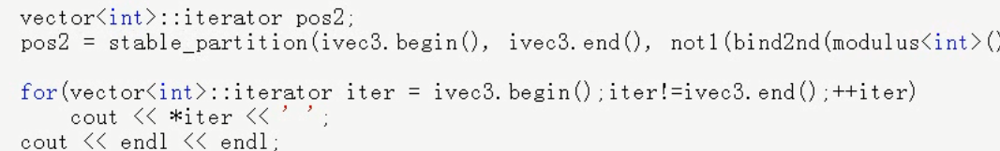 vector<int>::iterator pos2;
pos2 = stable_partition(ivec3.begin(), ivec3.end(), not1(bind2nd(modulus<int>()
for(vector<int>::iterator iter = ivec3.begin();iter!=ivec3.end();++iter)
cout << *iter << ' ';
cout << endl << endl;